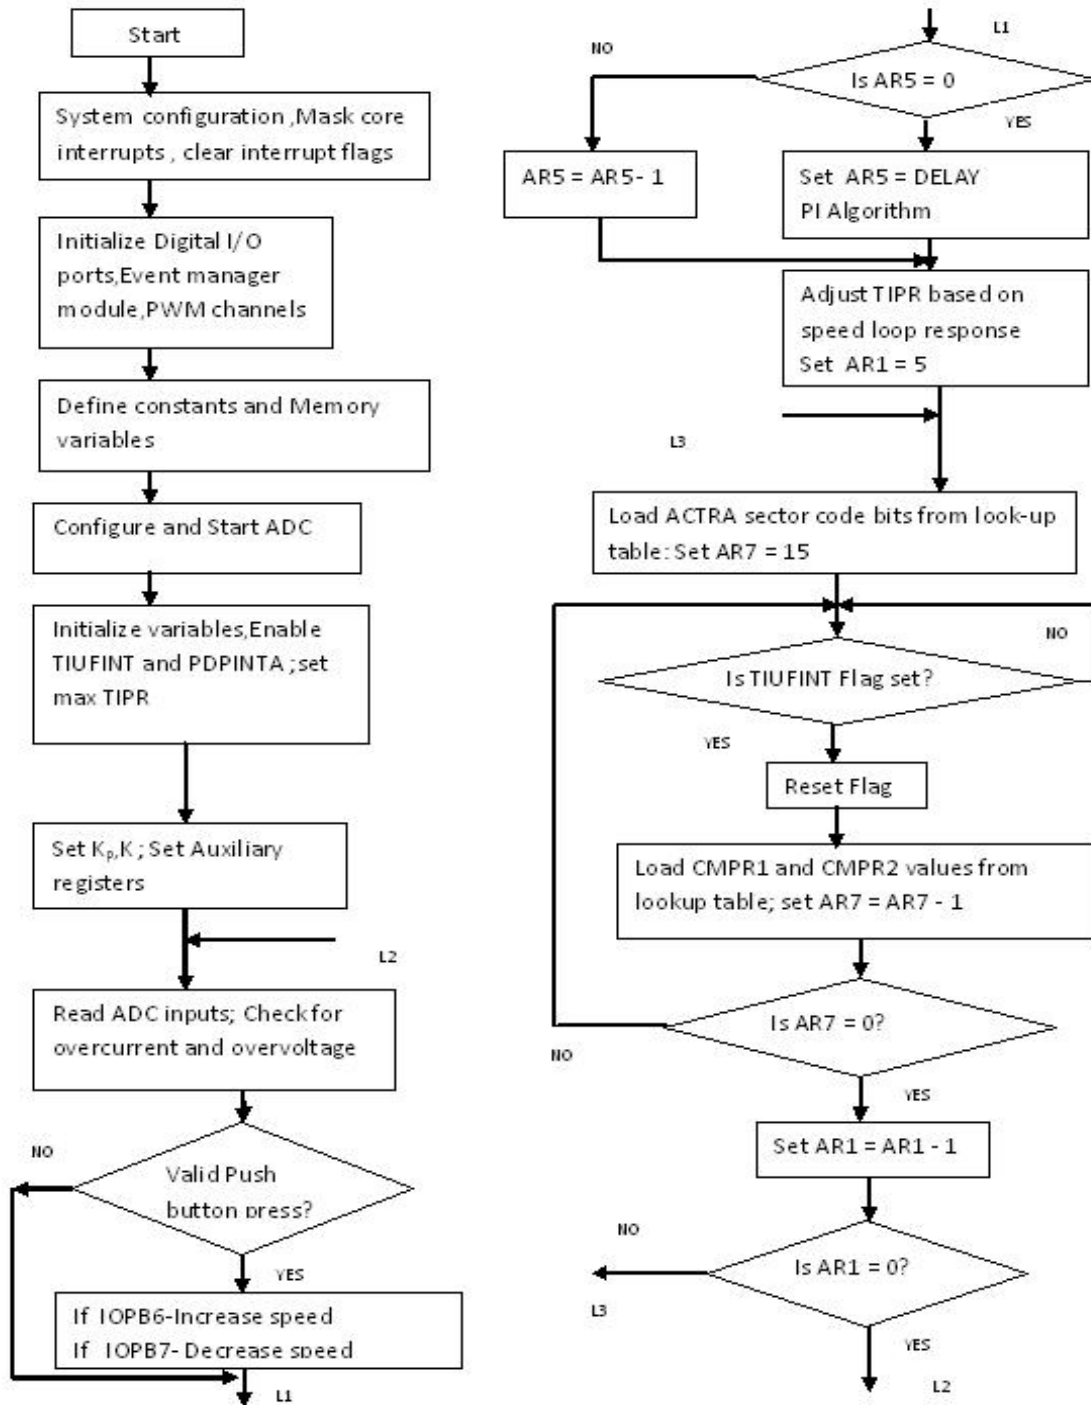 Start
System configuration ,Mask core
interrupts , clear interrupt flags
Initialize Digital I/O
ports,Event manager
module,PWM channels
Define constants and Memory
variables
Configure and Start ADC
Initialize variables,Enable
TIUFINT and PDPINTA ;set
max TIPR
Set Kₚ,K ; Set Auxiliary
registers
L2
Read ADC inputs; Check for
overcurrent and overvoltage
NO
Valid Push
button press?
YES
If IOPB6-Increase speed
If IOPB7- Decrease speed
L1
L1
NO
Is AR5 = 0
YES
AR5 = AR5- 1
Set AR5 = DELAY
PI Algorithm
Adjust TIPR based on
speed loop response
Set AR1 = 5
L3
Load ACTRA sector code bits from look-up
table: Set AR7 = 15
NO
Is TIUFINT Flag set?
YES
Reset Flag
Load CMPR1 and CMPR2 values from
lookup table; set AR7 = AR7 - 1
Is AR7 = 0?
NO
YES
Set AR1 = AR1 - 1
NO
Is AR1 = 0?
L3
YES
L2